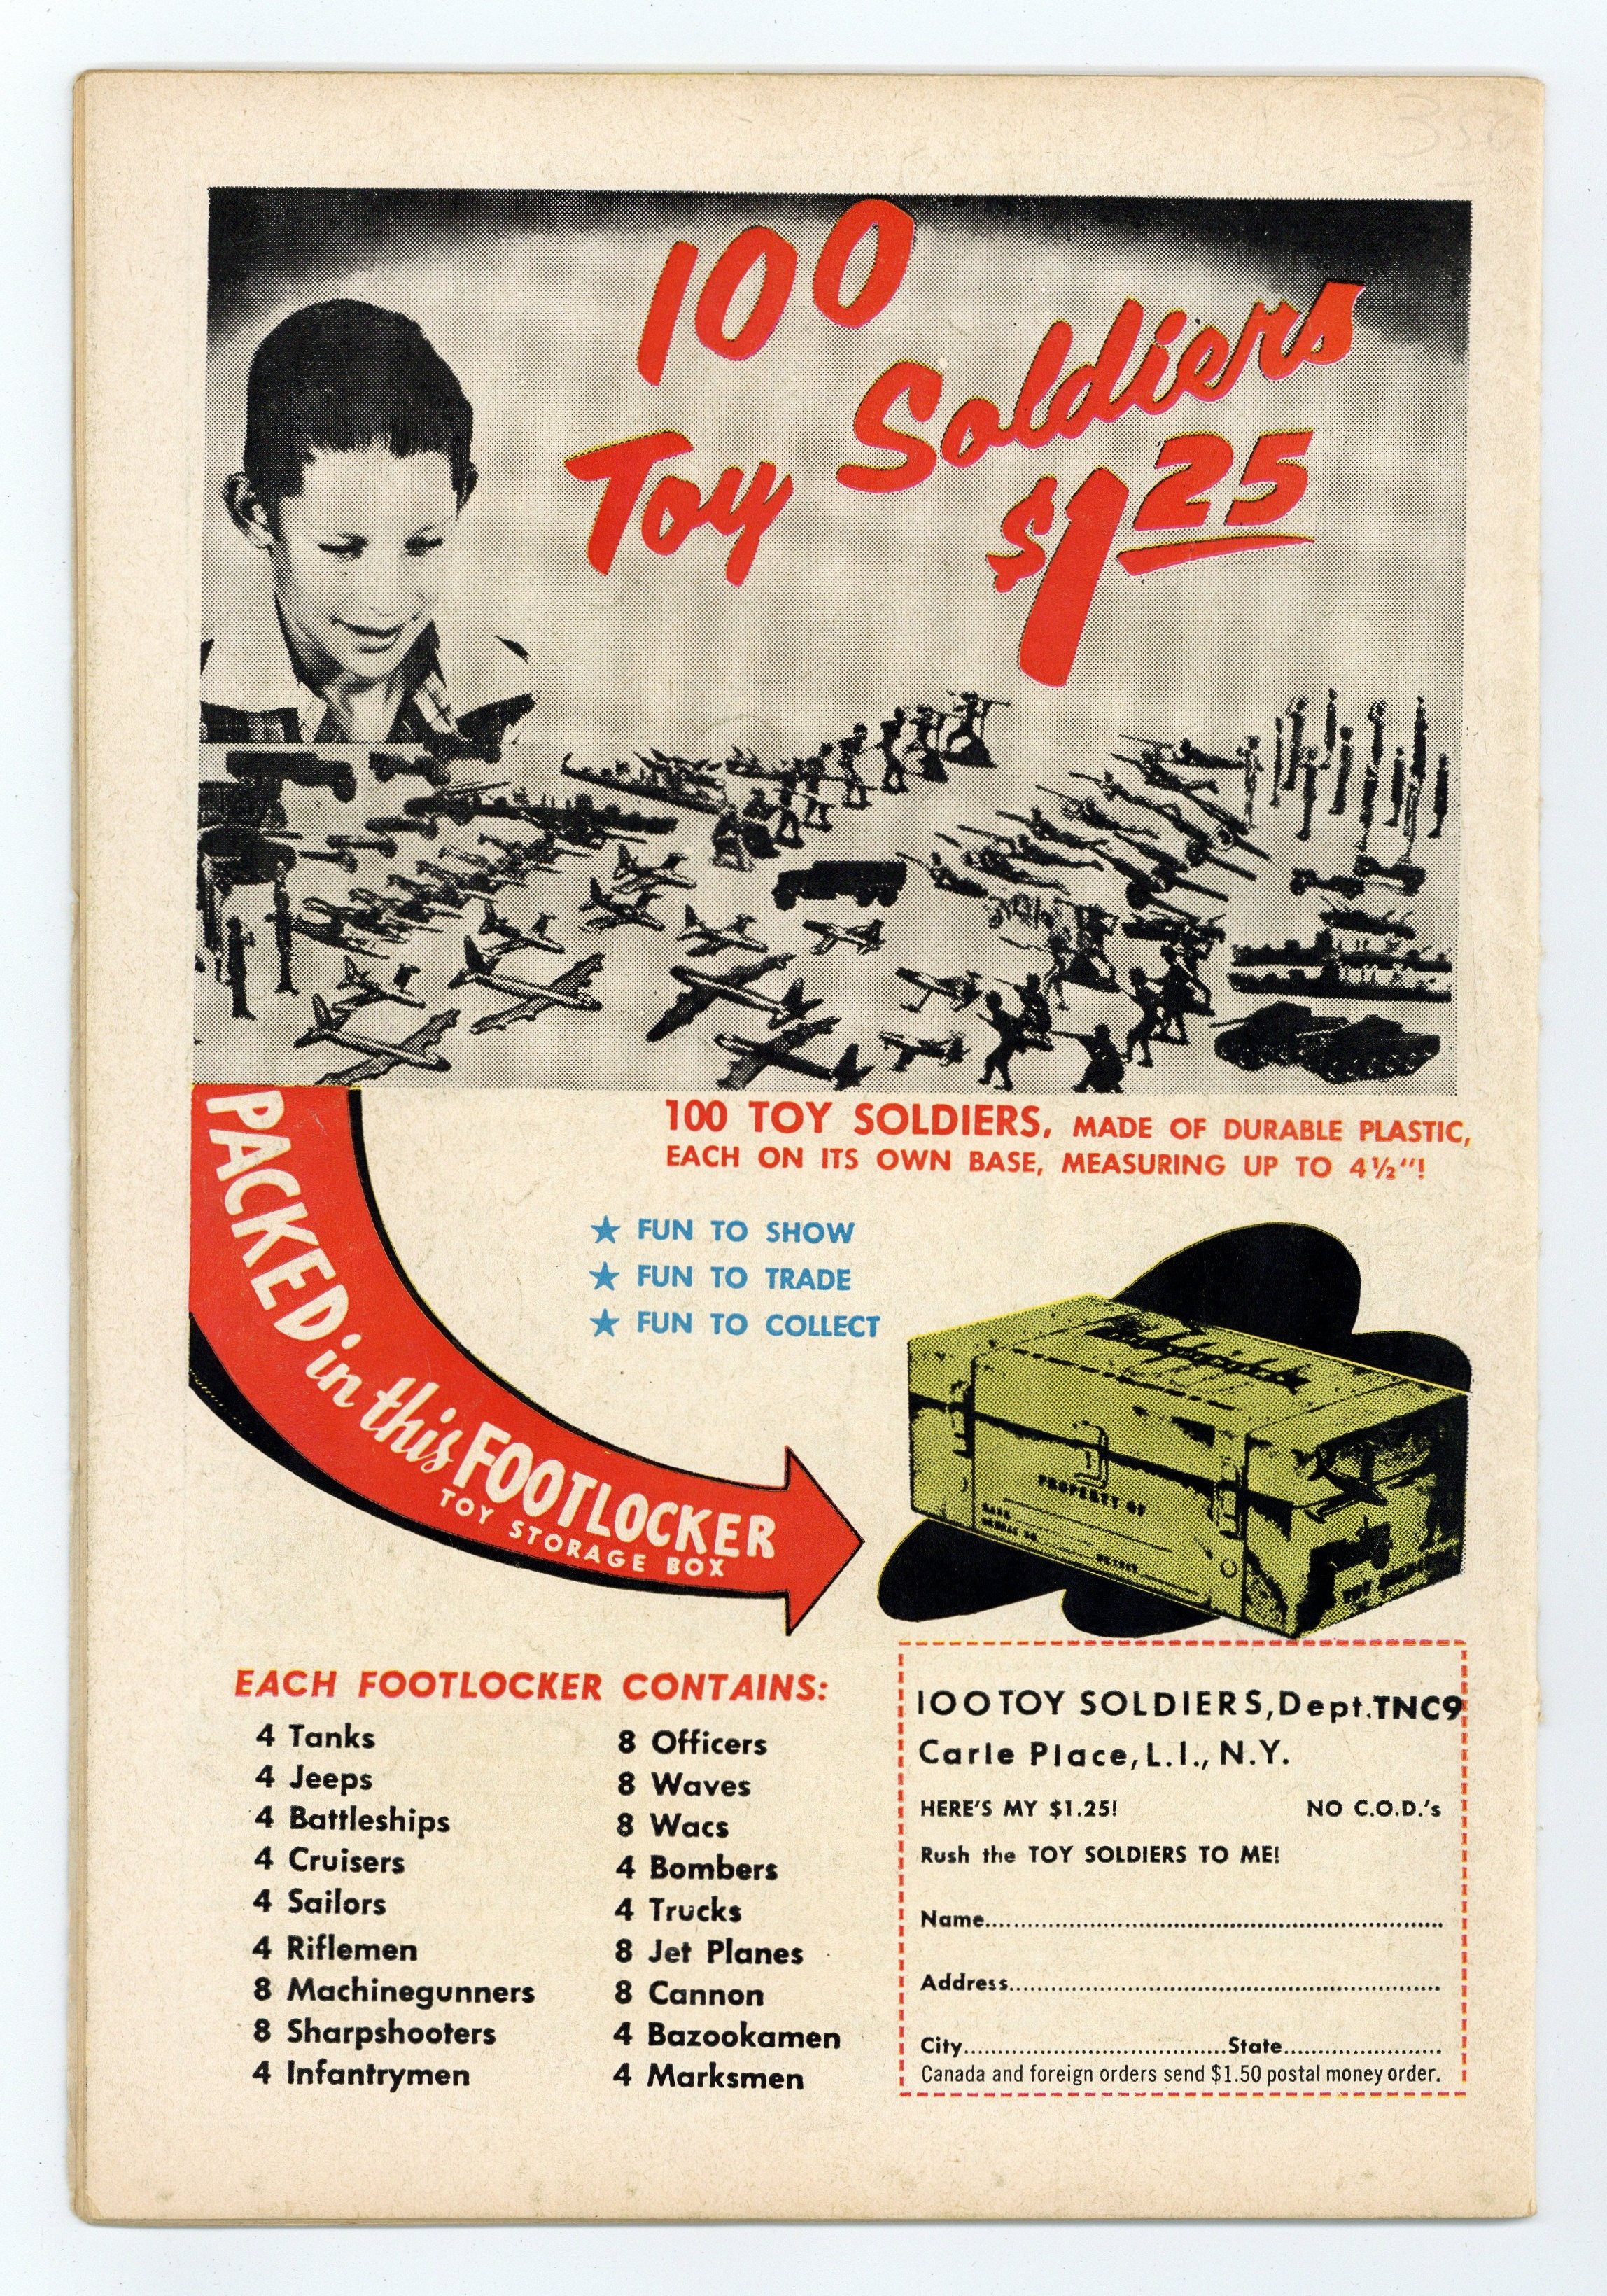 350
100
Toy Soldiers
$1.25
100 TOY SOLDIERS, MADE OF DURABLE PLASTIC,
EACH ON ITS OWN BASE, MEASURING UP TO 4½"!
★ FUN TO SHOW
★ FUN TO TRADE
★ FUN TO COLLECT
PACKED in this FOOTLOCKER
TOY STORAGE BOX
PROPERTY OF
EACH FOOTLOCKER CONTAINS:
4 Tanks
4 Jeeps
4 Battleships
4 Cruisers
4 Sailors
4 Riflemen
8 Machinegunners
8 Sharpshooters
4 Infantrymen
8 Officers
8 Waves
8 Wacs
4 Bombers
4 Trucks
8 Jet Planes
8 Cannon
4 Bazookamen
4 Marksmen
100 TOY SOLDIERS, Dept. TNC9
Carle Place, L.I., N.Y.
HERE'S MY $1.25! NO C.O.D.'s
Rush the TOY SOLDIERS TO ME!
Name
Address
City State
Canada and foreign orders send $1.50 postal money order.